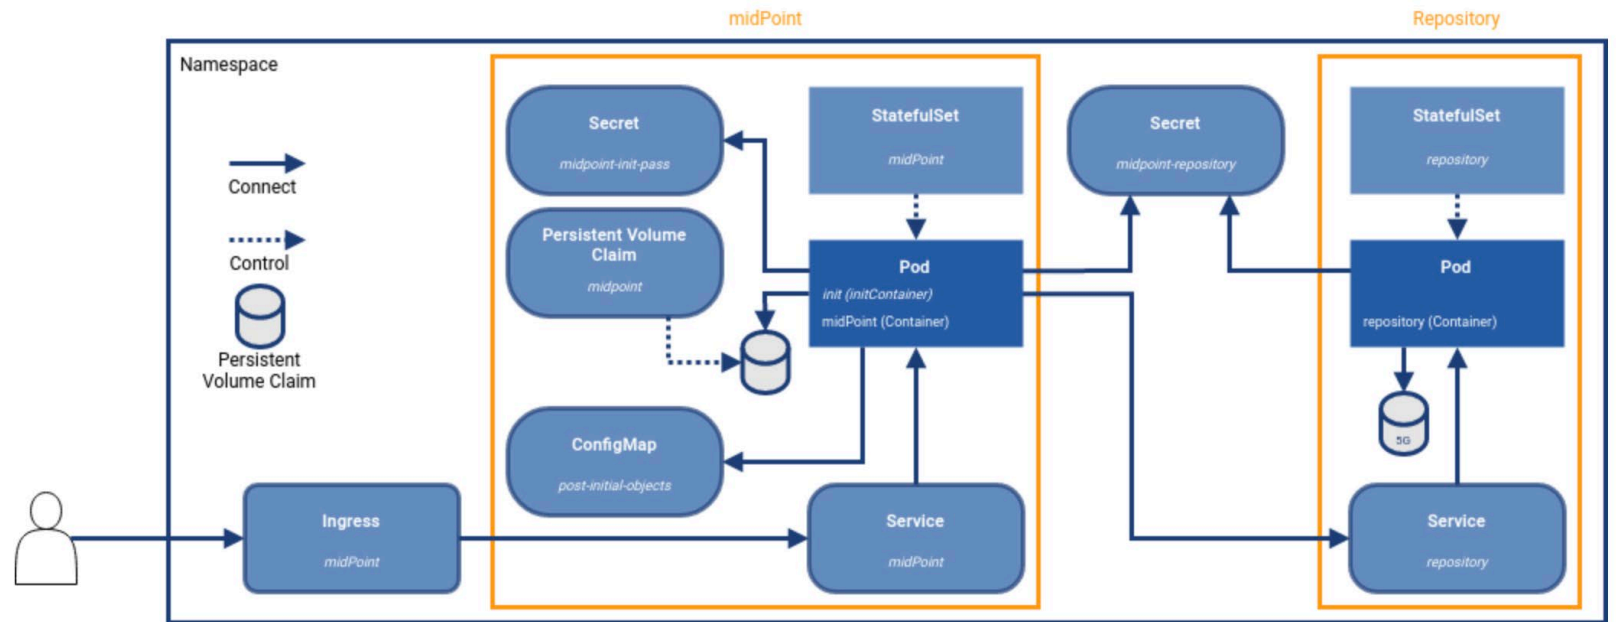 midPoint
Repository
Namespace
Connect
Control
Persistent
Volume Claim
Secret
midpoint-init-pass
StatefulSet
midPoint
Persistent Volume
Claim
midpoint
Pod
init (initContainer)
midPoint (Container)
ConfigMap
post-initial-objects
Ingress
midPoint
Service
midPoint
Secret
midpoint-repository
StatefulSet
repository
Pod
repository (Container)
5G
Service
repository